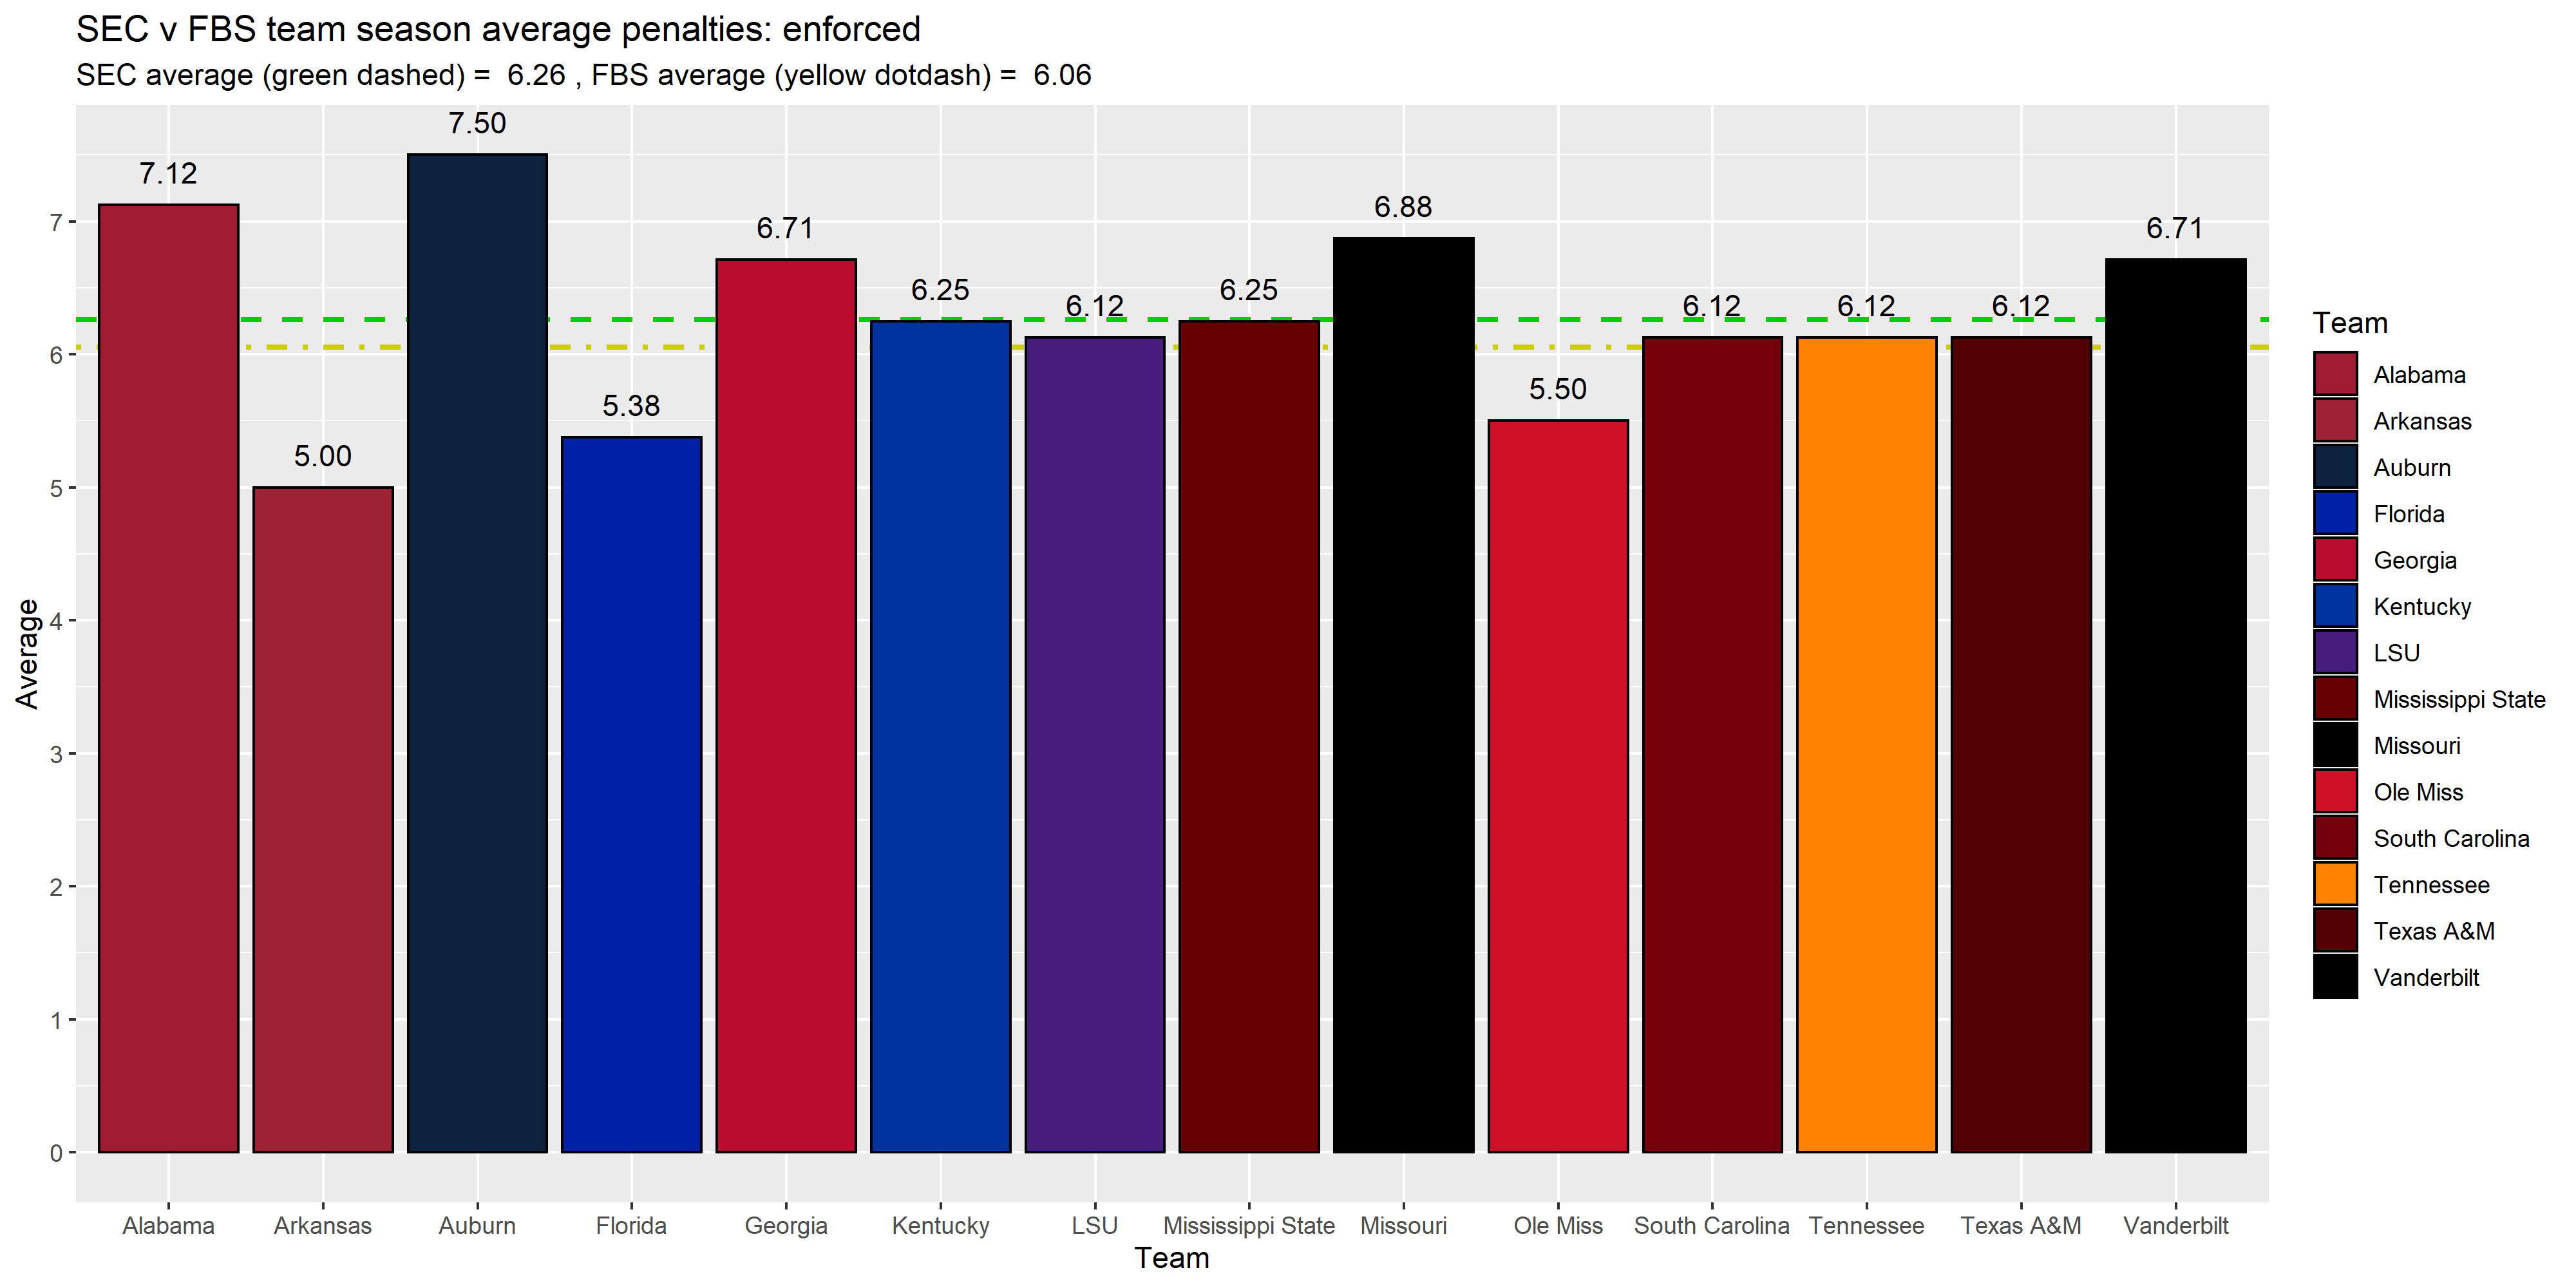 SEC v FBS team season average penalties: enforced
SEC average (green dashed) =  6.26 , FBS average (yellow dotdash) =  6.06
7.12
5.00
7.50
5.38
6.71
6.25
6.12
6.25
6.88
5.50
6.12
6.12
6.12
6.71
Average
7
6
5
4
3
2
1
0
Alabama
Arkansas
Auburn
Florida
Georgia
Kentucky
LSU
Mississippi State
Missouri
Ole Miss
South Carolina
Tennessee
Texas A&M
Vanderbilt
Team
Team
Alabama
Arkansas
Auburn
Florida
Georgia
Kentucky
LSU
Mississippi State
Missouri
Ole Miss
South Carolina
Tennessee
Texas A&M
Vanderbilt